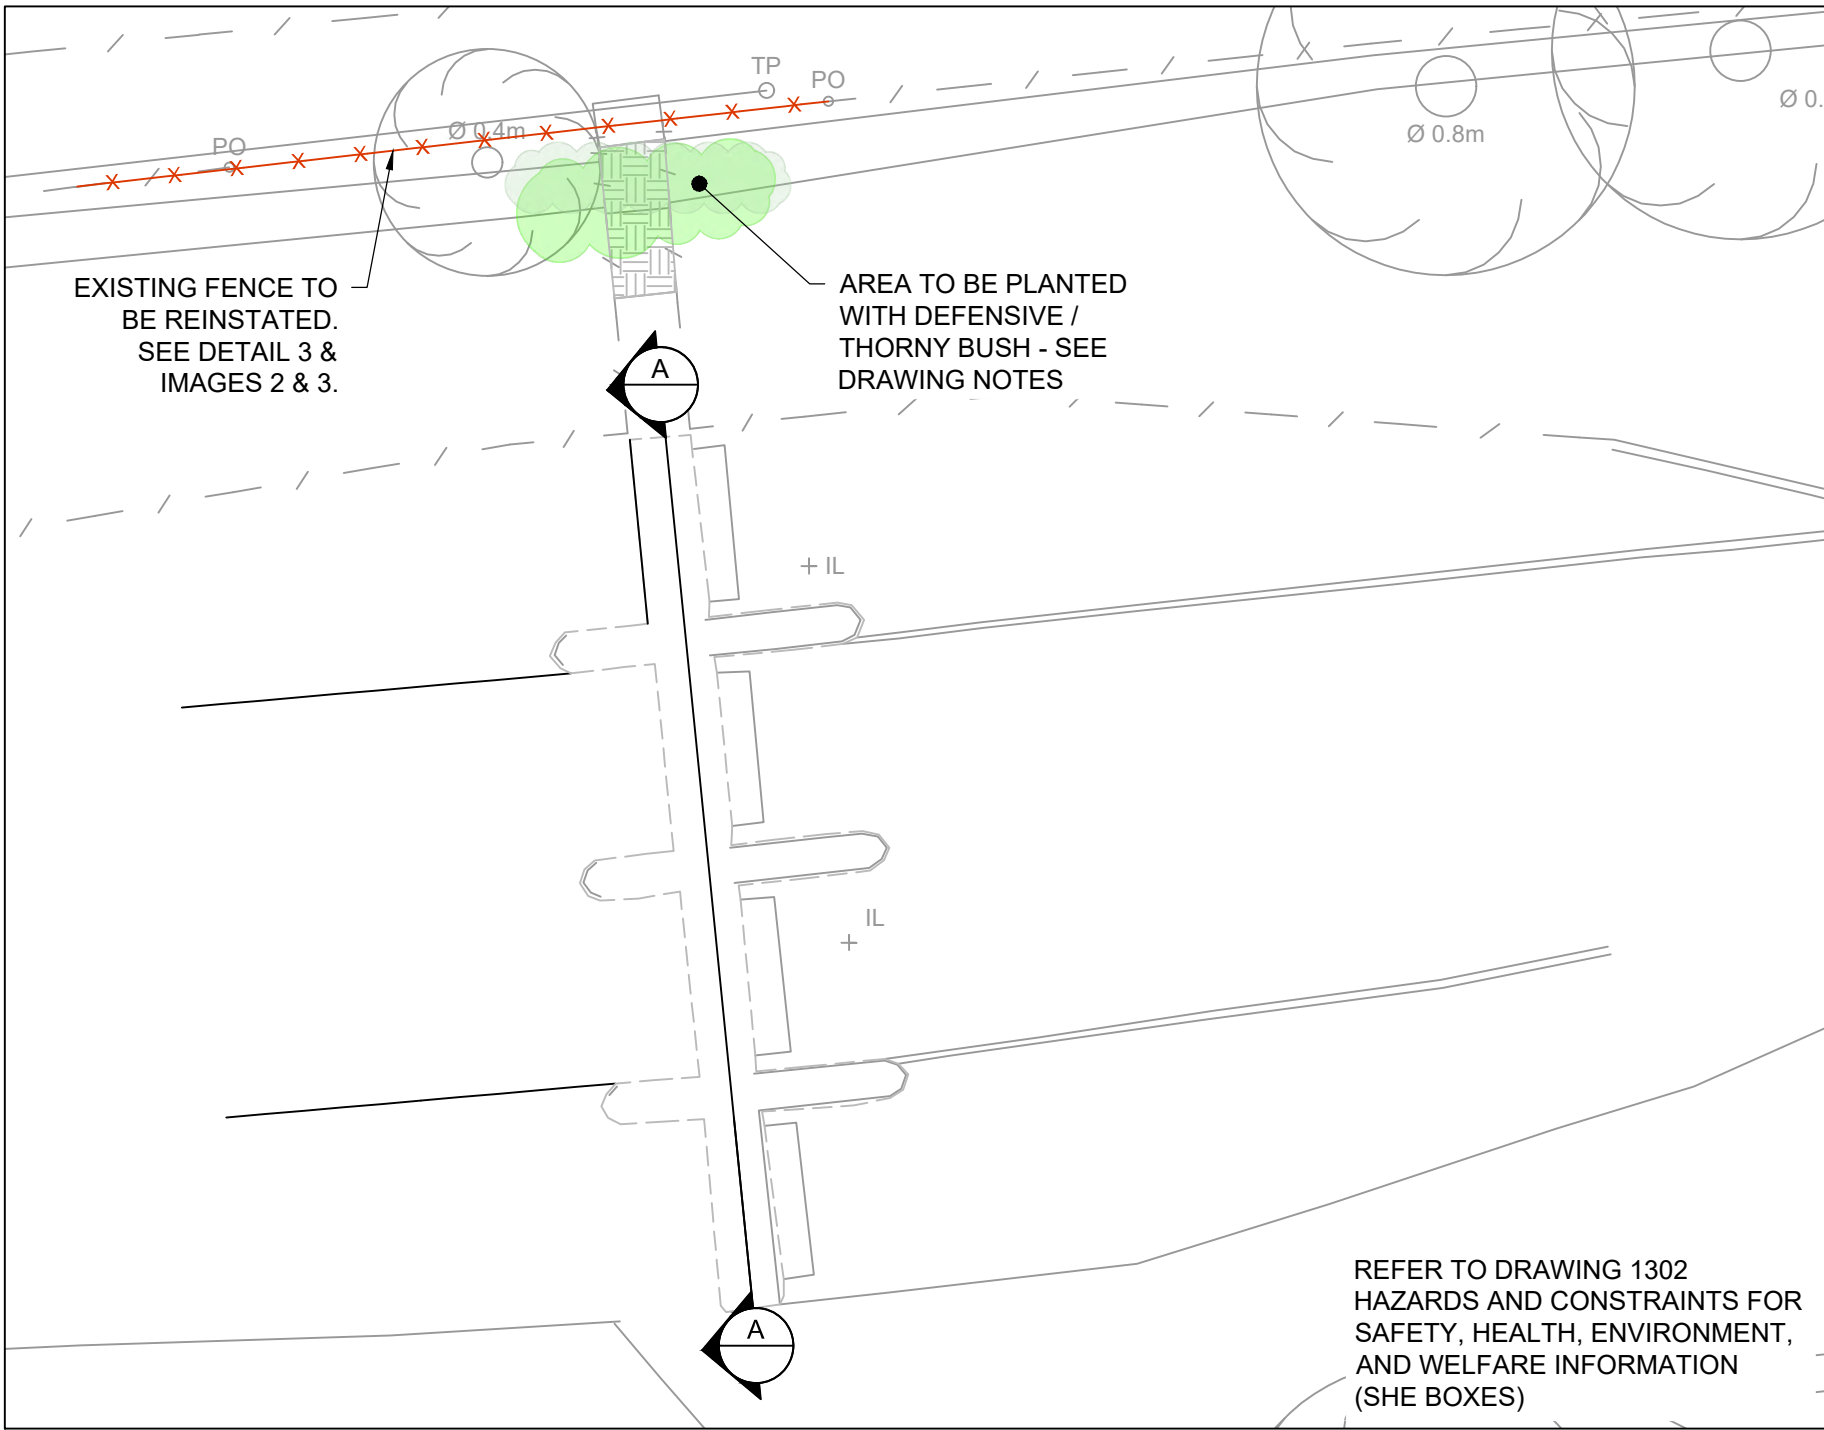 TP
PO
Ø 0.4m
PO
Ø 0.8m
Ø 0.
EXISTING FENCE TO
BE REINSTATED.
SEE DETAIL 3 &
IMAGES 2 & 3.
AREA TO BE PLANTED
WITH DEFENSIVE /
THORNY BUSH - SEE
DRAWING NOTES
A
IL
IL
A
REFER TO DRAWING 1302
HAZARDS AND CONSTRAINTS FOR
SAFETY, HEALTH, ENVIRONMENT,
AND WELFARE INFORMATION
(SHE BOXES)